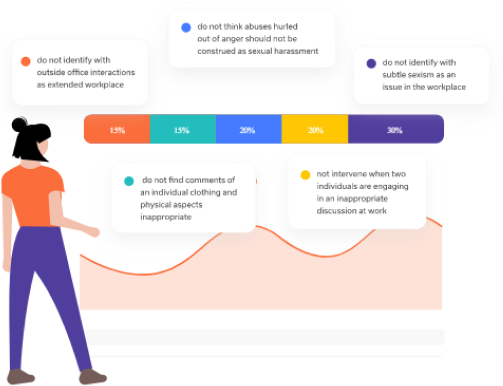 do not think abuses hurled
out of anger should not be
construed as sexual harassment
do not identify with
outside office interactions
as extended workplace
do not identify with
subtle sexism as an
issue in the workplace
15%
15%
20%
20%
30%
do not find comments of
an individual clothing and
physical aspects
inappropriate
not intervene when two
individuals are engaging
in an inappropriate
discussion at work